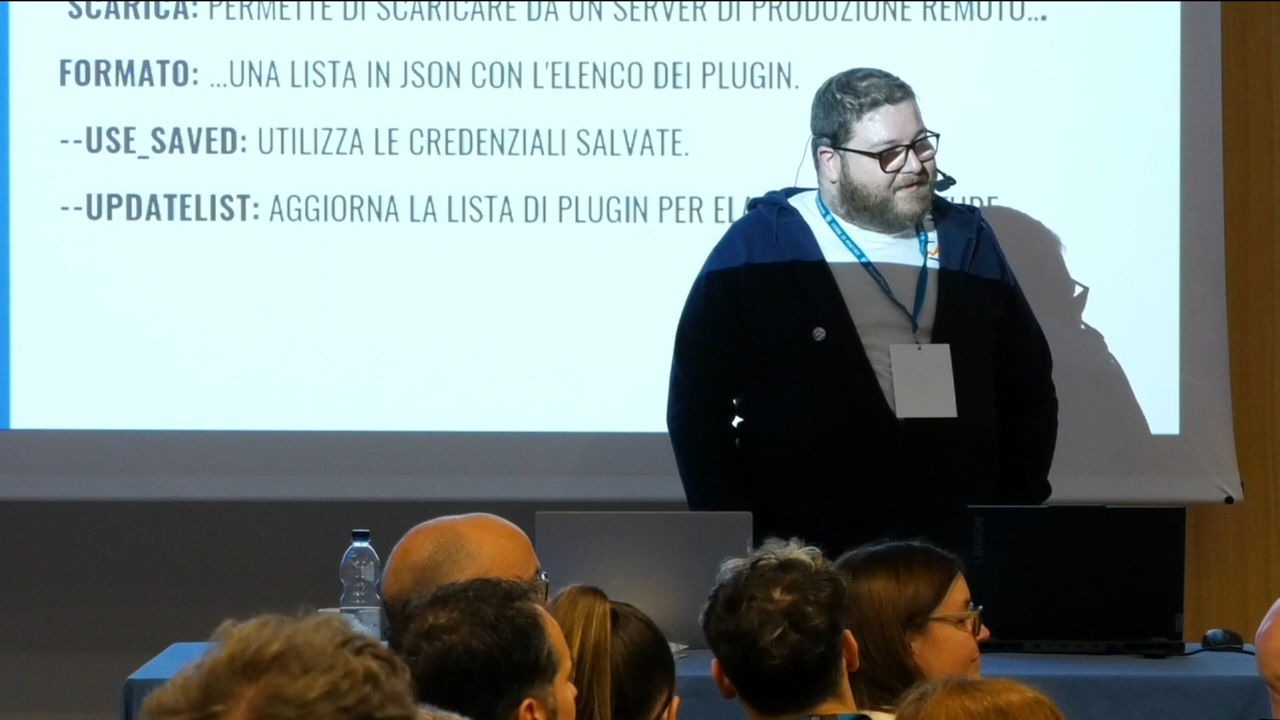 SCARICA: PERMETTE DI SCARICARE DA UN SERVER DI PRODUZIONE REMOTO...
FORMATO: ...UNA LISTA IN JSON CON L'ELENCO DEI PLUGIN.
--USE_SAVED: UTILIZZA LE CREDENZIALI SALVATE.
--UPDATELIST: AGGIORNA LA LISTA DI PLUGIN PER
LEGION